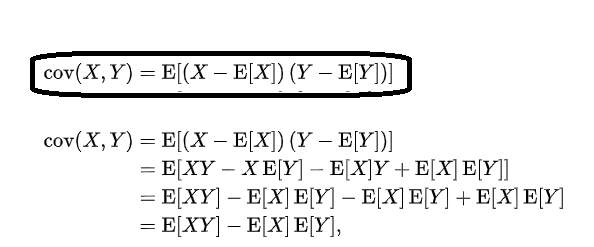 cov(X, Y) = E[(X − E[X]) (Y − E[Y])]
cov(X, Y) = E[(X − E[X]) (Y − E[Y])]
= E[XY − X E[Y] − E[X]Y + E[X] E[Y]]
= E[XY] − E[X] E[Y] − E[X] E[Y] + E[X] E[Y]
= E[XY] − E[X] E[Y],